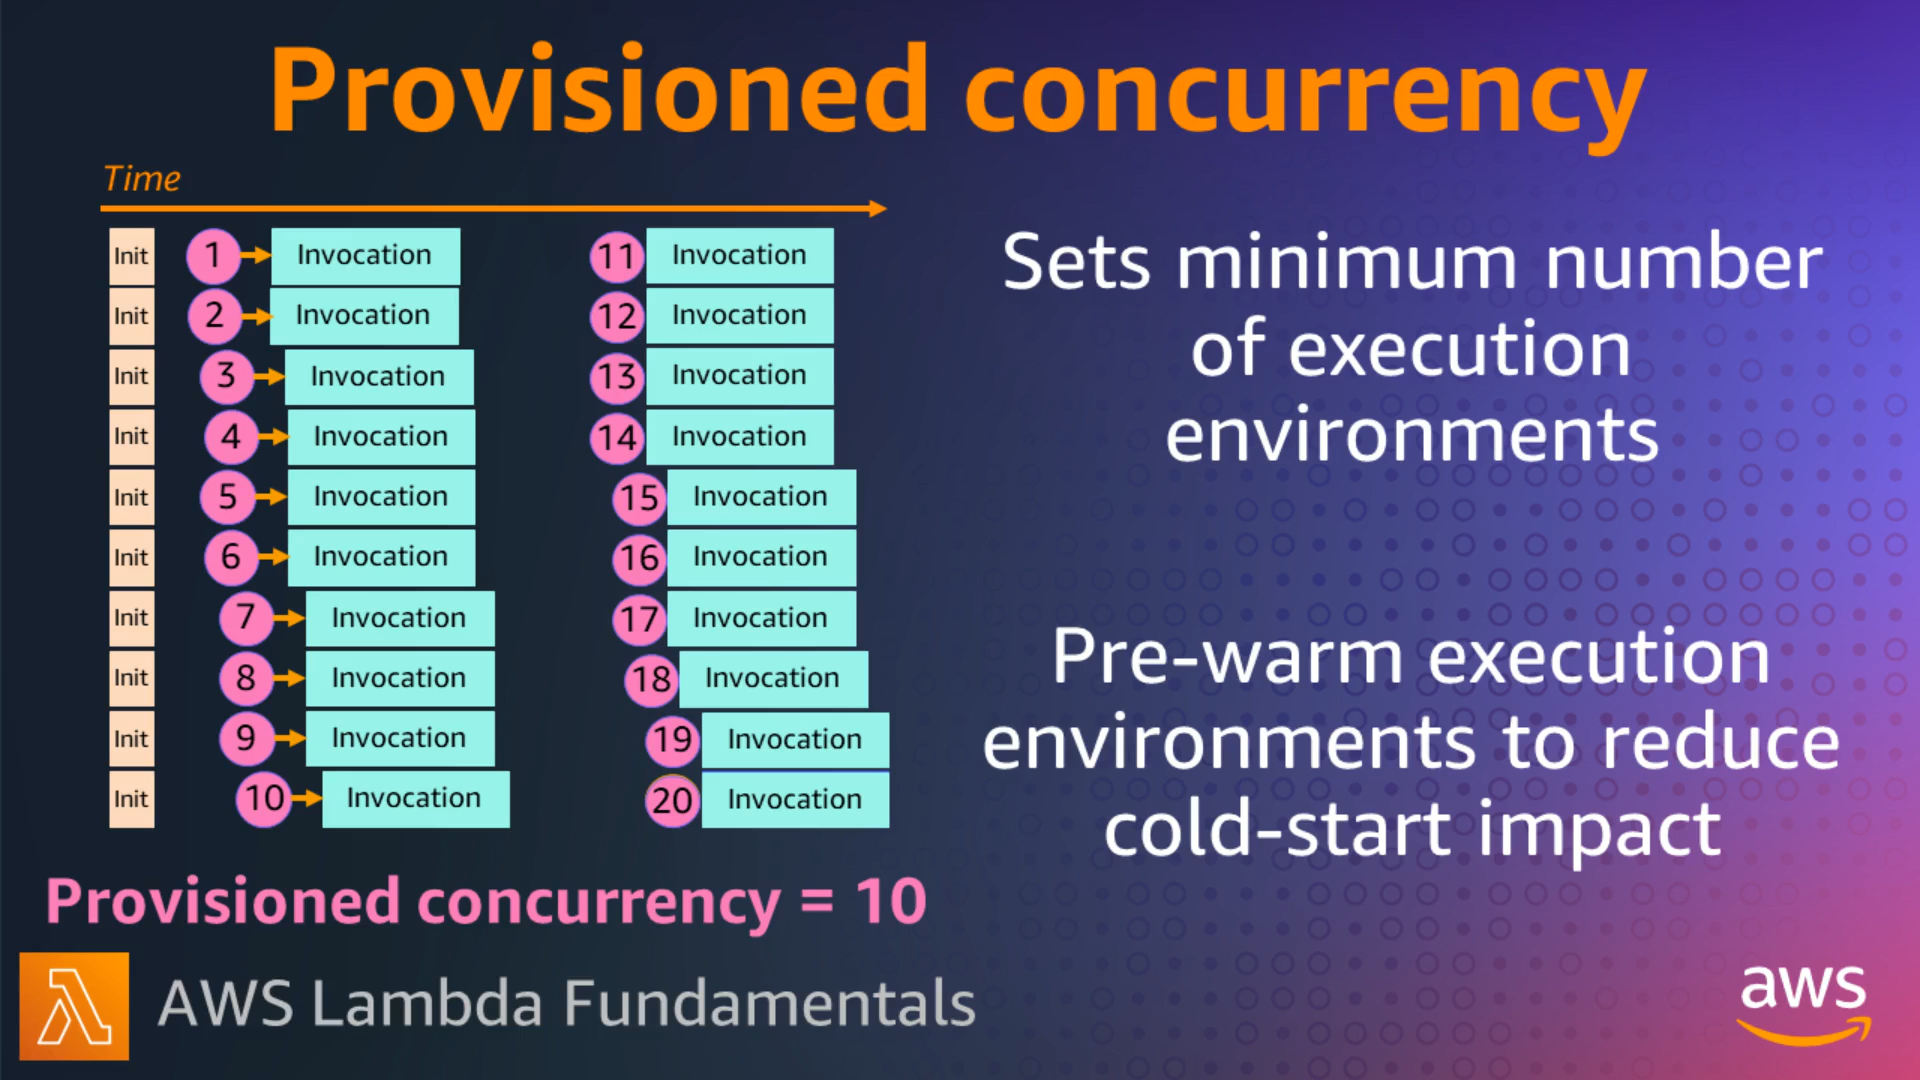 Provisioned concurrency
Time
Init 1 Invocation 11 Invocation
Init 2 Invocation 12 Invocation
Init 3 Invocation 13 Invocation
Init 4 Invocation 14 Invocation
Init 5 Invocation 15 Invocation
Init 6 Invocation 16 Invocation
Init 7 Invocation 17 Invocation
Init 8 Invocation 18 Invocation
Init 9 Invocation 19 Invocation
Init 10 Invocation 20 Invocation
Provisioned concurrency = 10
Sets minimum number
of execution
environments
Pre-warm execution
environments to reduce
cold-start impact
AWS Lambda Fundamentals
aws